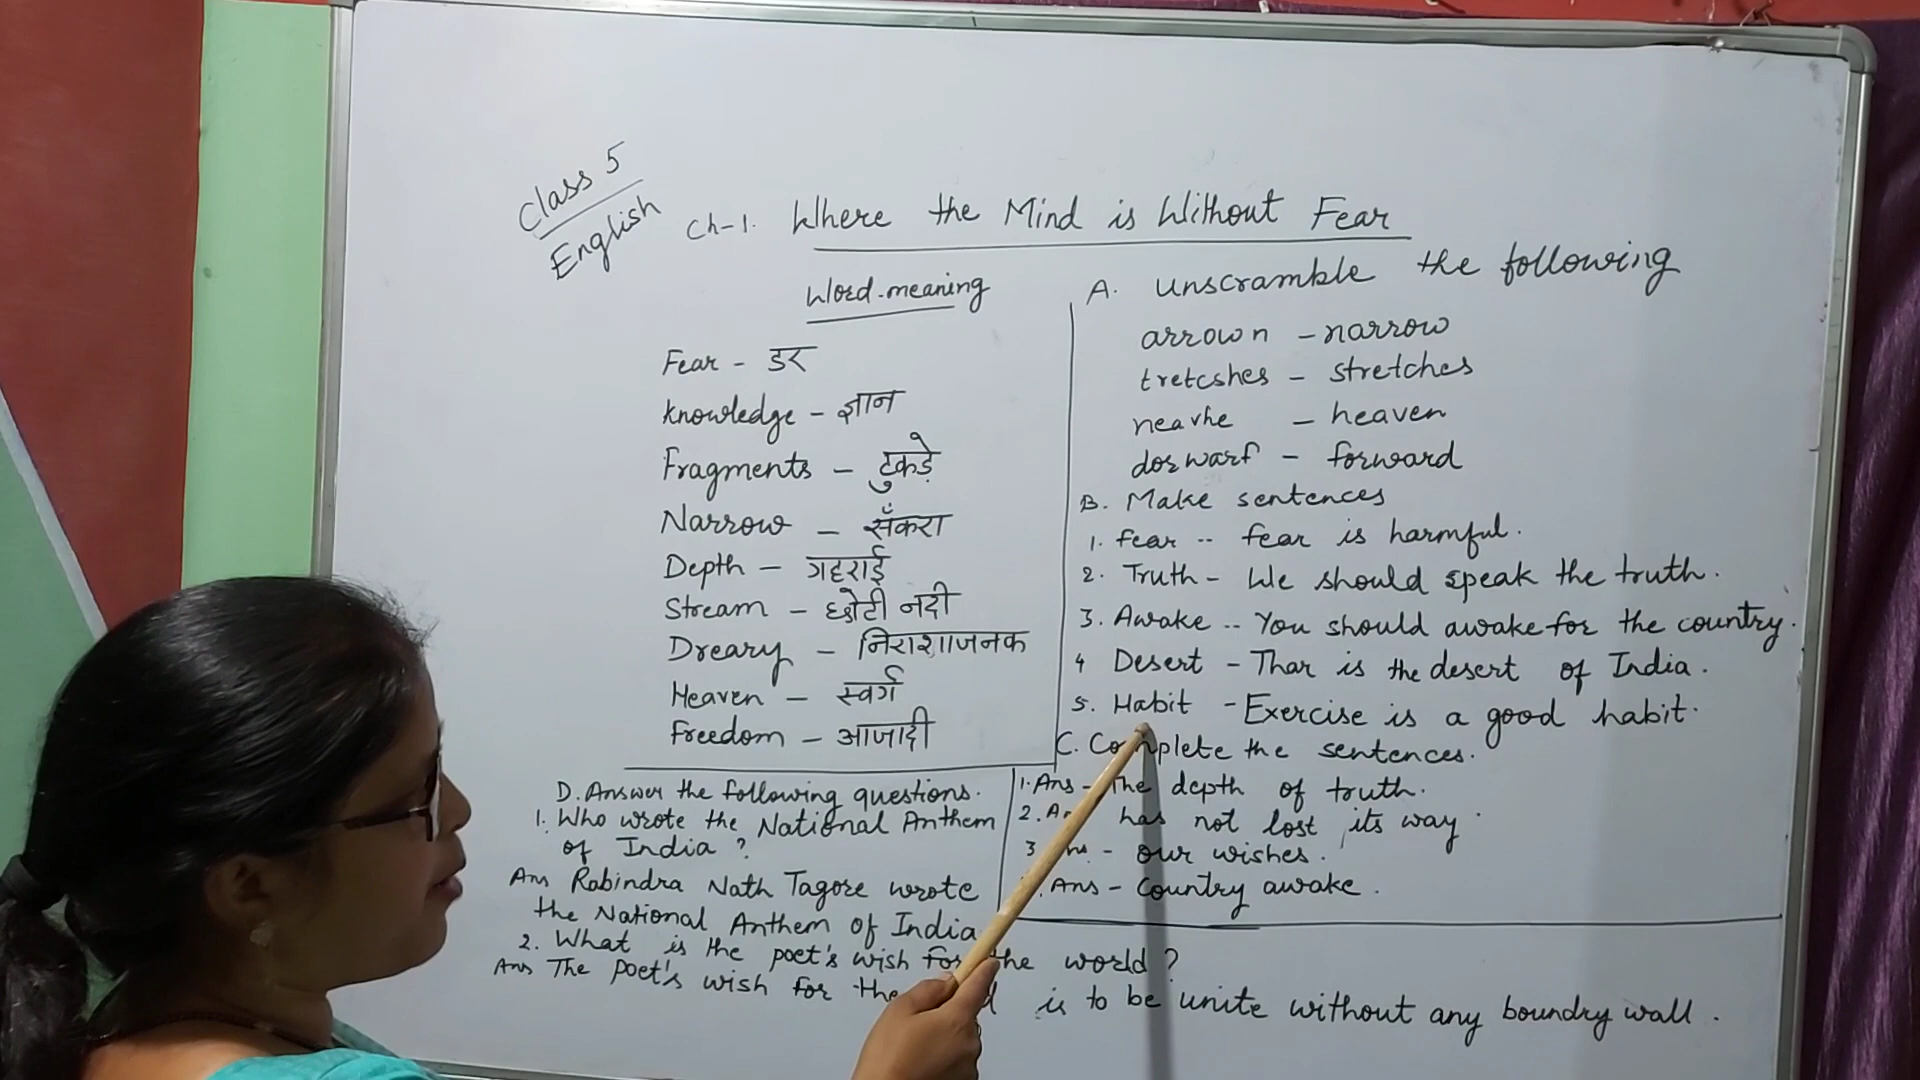 Class 5
English
Ch-1. Where the Mind is Without Fear
Word-meaning
Fear - डर
Knowledge - ज्ञान
Fragments - टुकड़े
Narrow - सँकरा
Depth - गहराई
Stream - छोटी नदी
Dreary - निराशाजनक
Heaven - स्वर्ग
Freedom - आजादी
A. Unscramble the following
arrown - narrow
tretcshes - stretches
neavhe - heaven
dorwarf - forward
B. Make sentences
1. Fear -- fear is harmful.
2. Truth - We should speak the truth.
3. Awake -- You should awake for the country.
4 Desert - Thar is the desert of India.
5. Habit - Exercise is a good habit.
C. Complete the sentences.
1. Ans - The depth of truth.
2. has not lost its way.
3 - our wishes.
Ans - Country awake.
D. Answer the following questions.
1. Who wrote the National Anthem
of India?
Ans Rabindra Nath Tagore wrote
the National Anthem of India
2. What is the poet's wish for the world?
Ans The poet's wish for the is to be unite without any boundry wall.